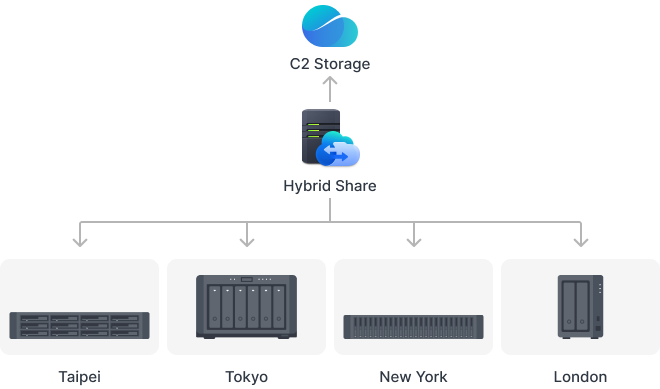 C2 Storage
Hybrid Share
Taipei
Tokyo
New York
London